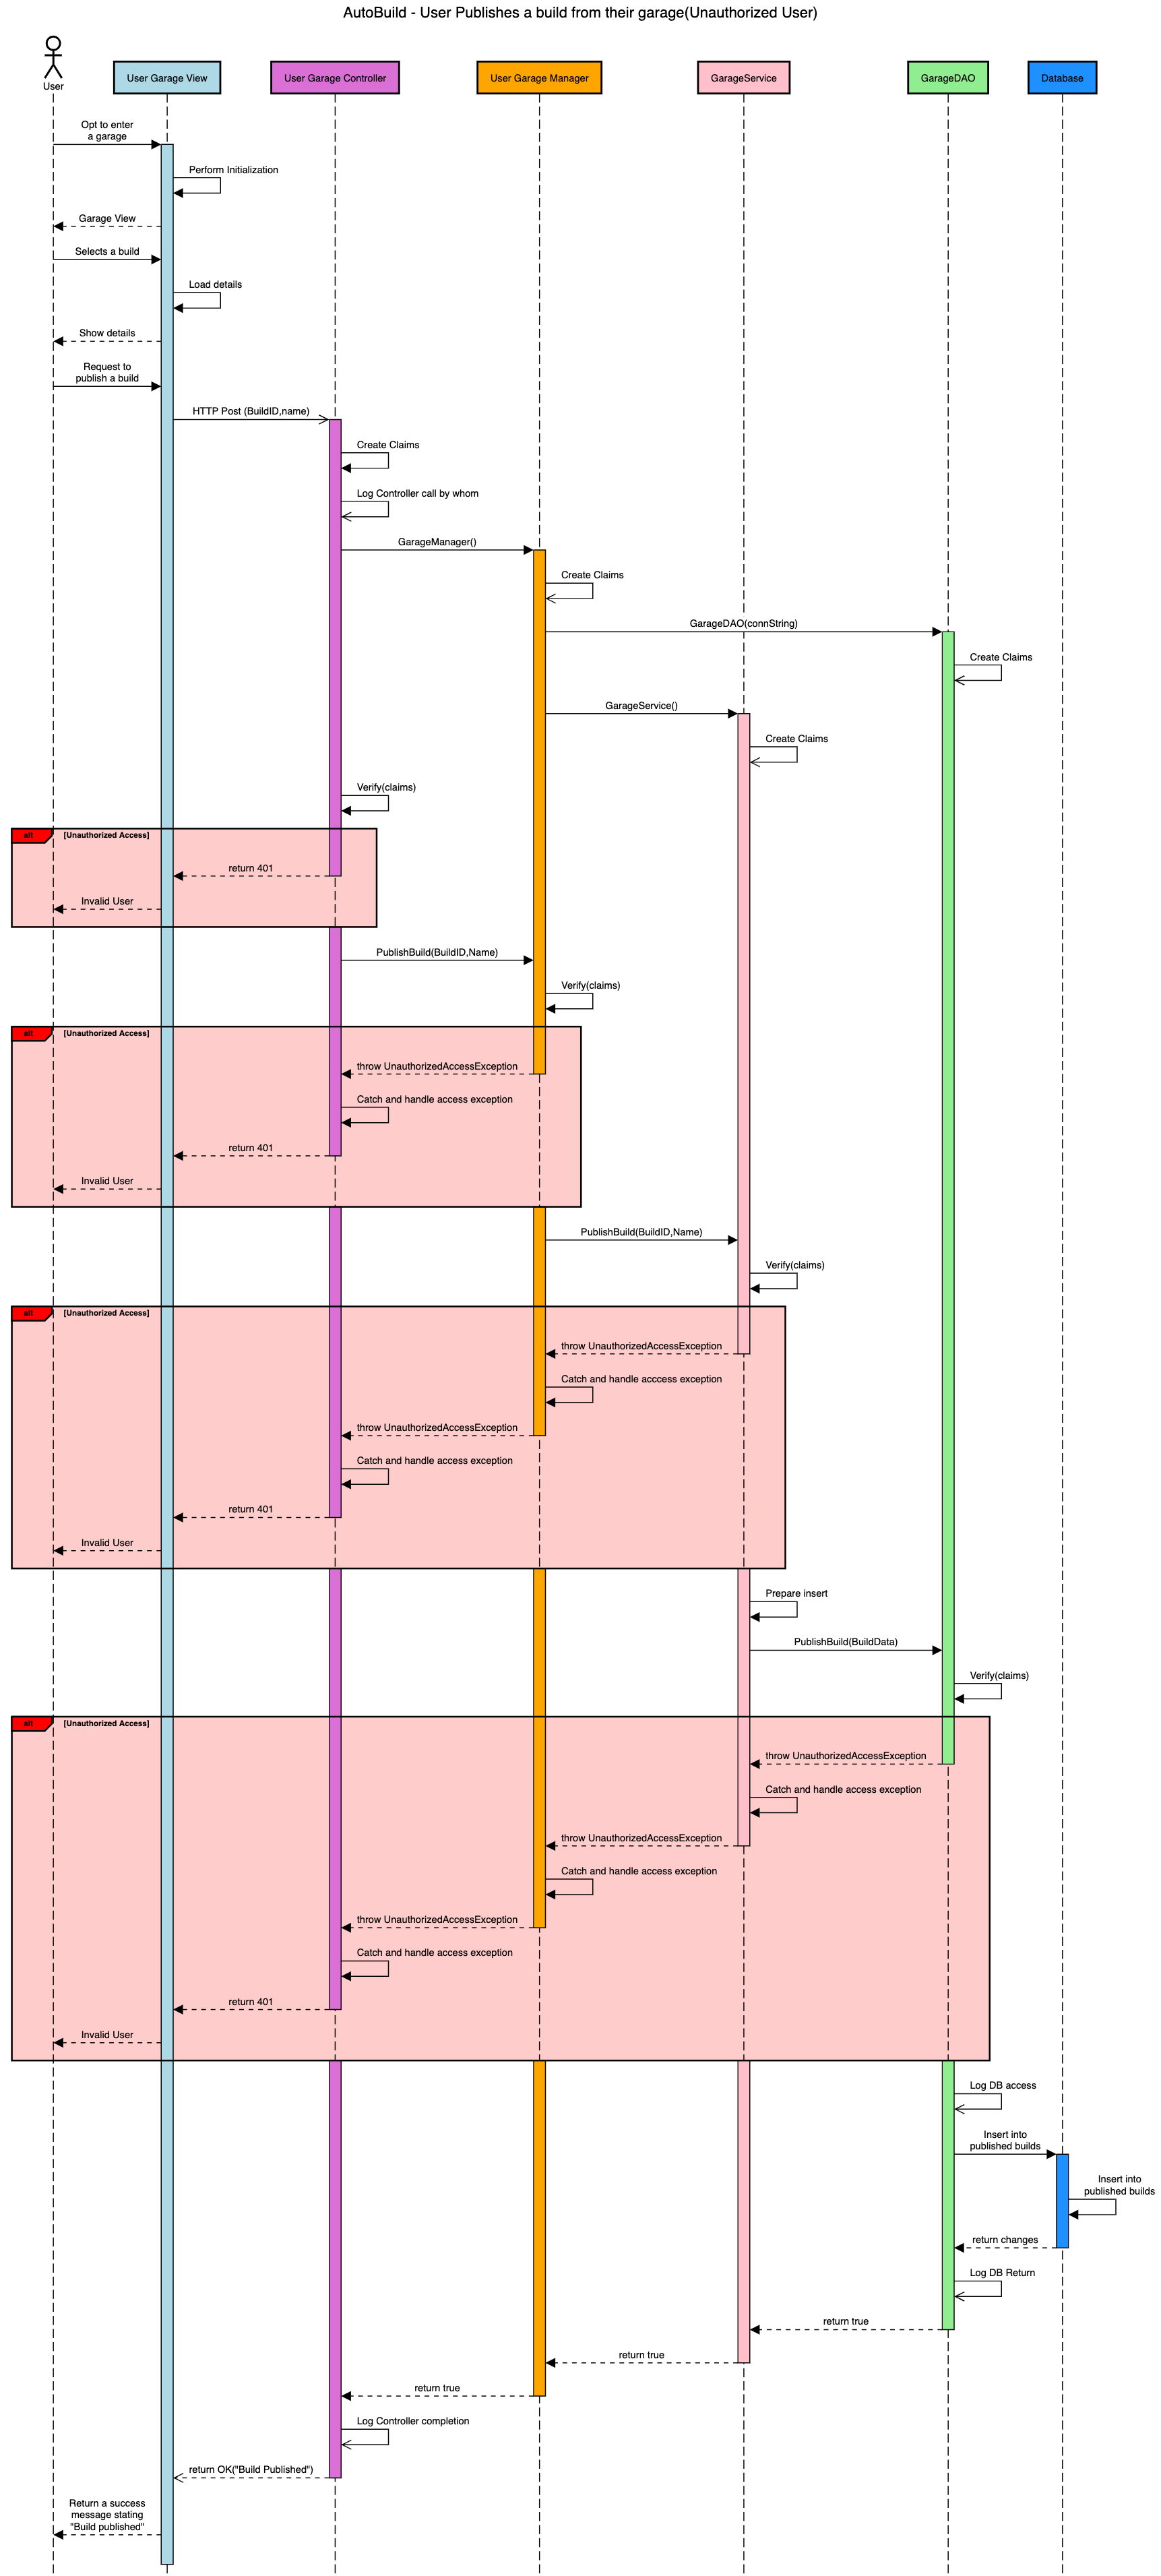 AutoBuild - User Publishes a build from their garage(Unauthorized User)
User
User Garage View
User Garage Controller
User Garage Manager
GarageService
GarageDAO
Database
Opt to enter
a garage
Perform Initialization
Garage View
Selects a build
Load details
Show details
Request to
publish a build
HTTP Post (BuildID,name)
Create Claims
Log Controller call by whom
GarageManager()
Create Claims
GarageDAO(connString)
Create Claims
GarageService()
Create Claims
Verify(claims)
alt [Unauthorized Access]
return 401
Invalid User
PublishBuild(BuildID,Name)
Verify(claims)
alt [Unauthorized Access]
throw UnauthorizedAccessException
Catch and handle access exception
return 401
Invalid User
PublishBuild(BuildID,Name)
Verify(claims)
alt [Unauthorized Access]
throw UnauthorizedAccessException
Catch and handle acccess exception
throw UnauthorizedAccessException
Catch and handle access exception
return 401
Invalid User
Prepare insert
PublishBuild(BuildData)
Verify(claims)
alt [Unauthorized Access]
throw UnauthorizedAccessException
Catch and handle access exception
throw UnauthorizedAccessException
Catch and handle access exception
throw UnauthorizedAccessException
Catch and handle access exception
return 401
Invalid User
Log DB access
Insert into
published builds
Insert into
published builds
return changes
Log DB Return
return true
return true
return true
Log Controller completion
return OK("Build Published")
Return a success
message stating
"Build published"